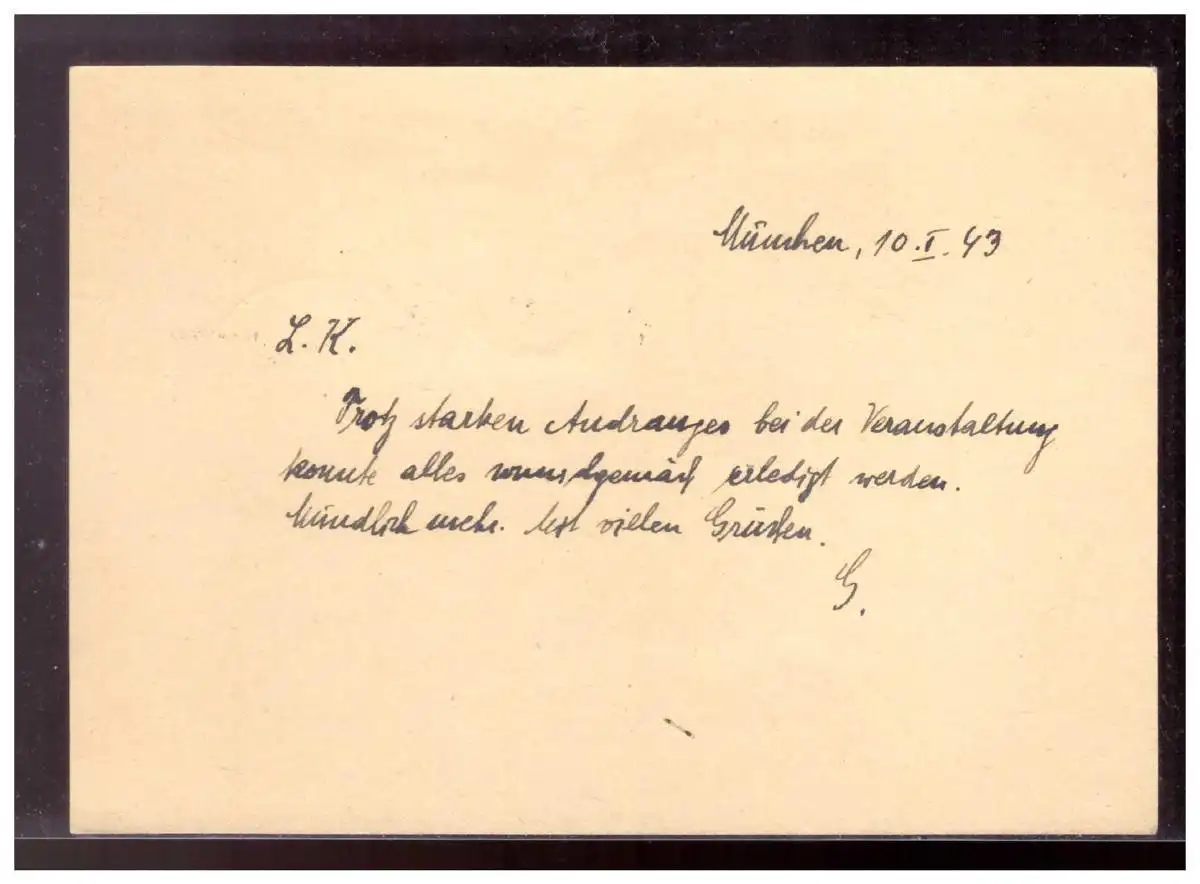 München, 10.I.43
L. K.
Trotz starken Andranges bei der Veranstaltung
konnte alles wunschgemäß erledigt werden.
Mündlich mehr. Mit vielen Grüßen.
G.